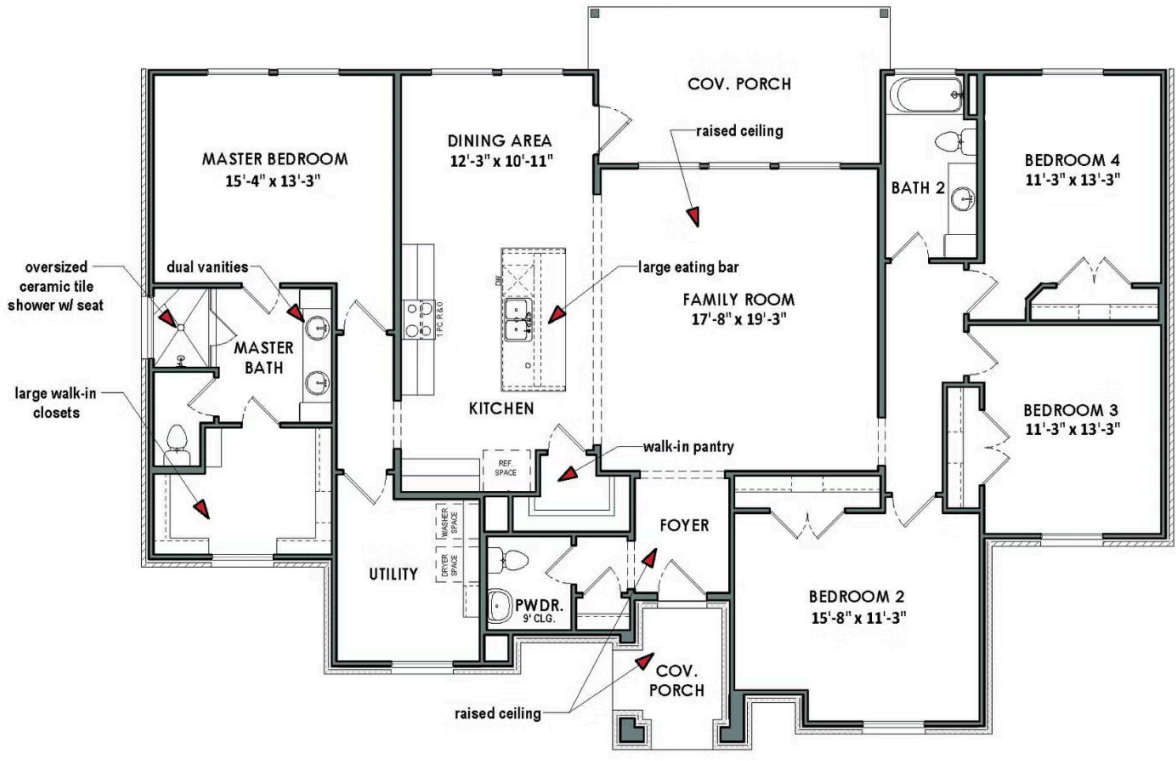 COV. PORCH
raised ceiling
DINING AREA
12'-3" x 10'-11"
MASTER BEDROOM
15'-4" x 13'-3"
BEDROOM 4
11'-3" x 13'-3"
BATH 2
oversized
ceramic tile
shower w/ seat
dual vanities
DW
large eating bar
FAMILY ROOM
17'-8" x 19'-3"
1 PC. R & O
MASTER
BATH
large walk-in
closets
KITCHEN
BEDROOM 3
11'-3" x 13'-3"
walk-in pantry
REF.
SPACE
WASHER
SPACE
FOYER
DRYER
SPACE
UTILITY
PWDR.
9' CLG.
BEDROOM 2
15'-8" x 11'-3"
COV.
PORCH
raised ceiling